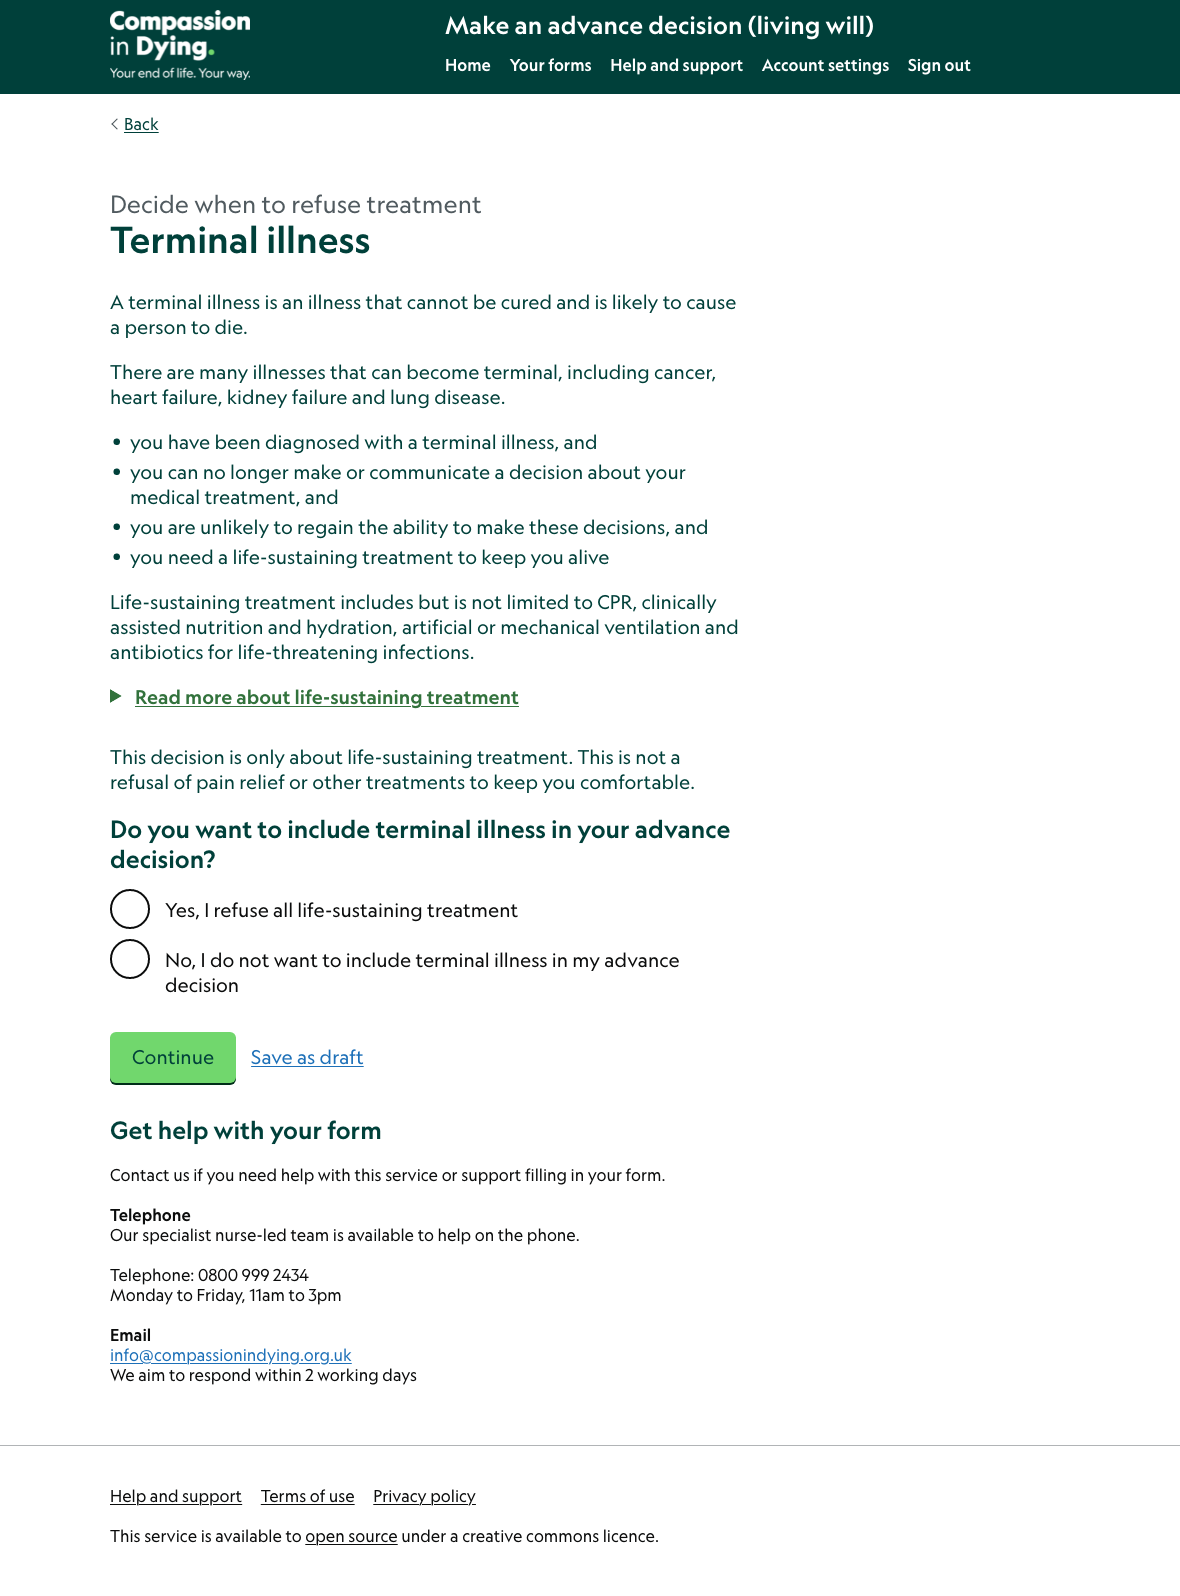 Compassion
in Dying.
Your end of life. Your way.
Make an advance decision (living will)
Home Your forms Help and support Account settings Sign out
Back
Decide when to refuse treatment
Terminal illness
A terminal illness is an illness that cannot be cured and is likely to cause
a person to die.
There are many illnesses that can become terminal, including cancer,
heart failure, kidney failure and lung disease.
• you have been diagnosed with a terminal illness, and
• you can no longer make or communicate a decision about your
medical treatment, and
• you are unlikely to regain the ability to make these decisions, and
• you need a life-sustaining treatment to keep you alive
Life-sustaining treatment includes but is not limited to CPR, clinically
assisted nutrition and hydration, artificial or mechanical ventilation and
antibiotics for life-threatening infections.
Read more about life-sustaining treatment
This decision is only about life-sustaining treatment. This is not a
refusal of pain relief or other treatments to keep you comfortable.
Do you want to include terminal illness in your advance
decision?
Yes, I refuse all life-sustaining treatment
No, I do not want to include terminal illness in my advance
decision
Continue Save as draft
Get help with your form
Contact us if you need help with this service or support filling in your form.
Telephone
Our specialist nurse-led team is available to help on the phone.
Telephone: 0800 999 2434
Monday to Friday, 11am to 3pm
Email
info@compassionindying.org.uk
We aim to respond within 2 working days
Help and support Terms of use Privacy policy
This service is available to open source under a creative commons licence.